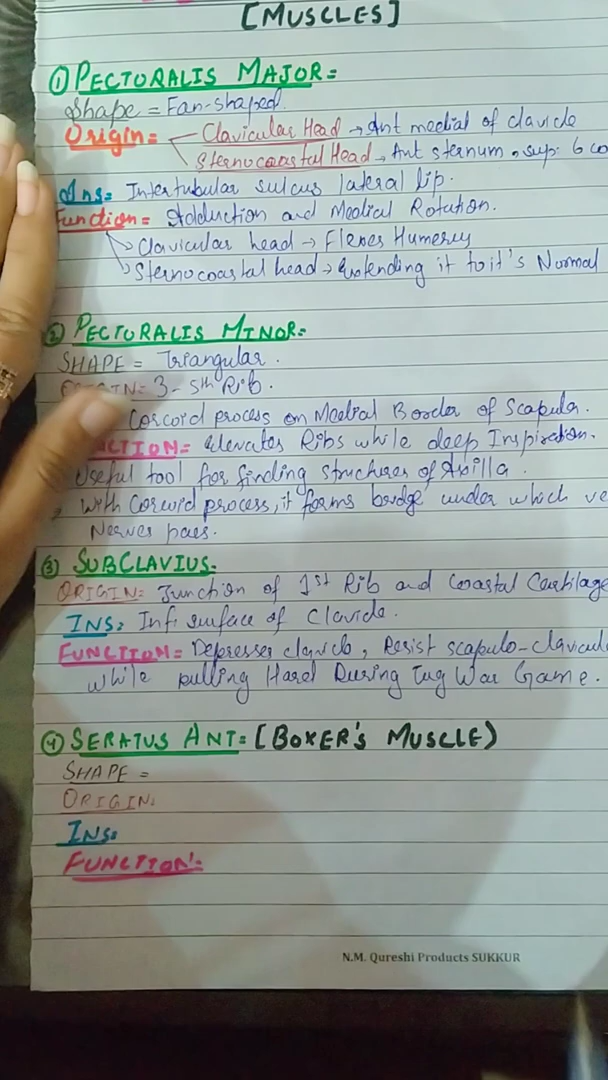 [MUSCLES]
① PECTORALIS MAJOR=
Shape = Fan-shaped.
Origin= Clavicular Head → Ant medial of clavicle
Sternocoastal Head → Ant sternum, sup. 6 co
Ins= Intertubular sulcus lateral lip.
Function= Adduction and Medial Rotation.
Clavicular head → Flexes Humerus
Sternocoastal head → Extending it to it's Normal
② PECTORALIS MINOR=
SHAPE = Triangular.
ORIGIN= 3-5th Rib.
Corcoid process on Medial Border of Scapula.
NCTION= elevates Ribs while deep Inspiration.
Useful tool for finding structures of Axilla.
With Corcoid process, it forms bridge under which ve
Nerves pass.
③ SUBCLAVIUS=
ORIGIN: Junction of 1st Rib and Coastal Cartilage
INS: Inf. surface of Clavicle.
FUNCTION= Depresses clavicle, Resist scapulo-clavicul
while pulling Hard During Tug War Game.
④ SERATUS ANT= [BOXER'S MUSCLE)
SHAPE =
ORIGIN:
INS:
FUNCTION:
N.M. Qureshi Products SUKKUR